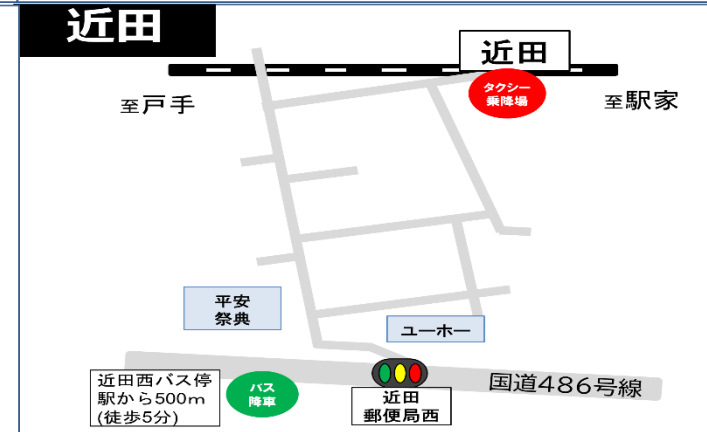 近田
近田
タクシー
乗降場
至戸手
至駅家
平安
祭典
ユーホー
近田西バス停
駅から500m
(徒歩5分)
バス
降車
近田
郵便局西
国道486号線